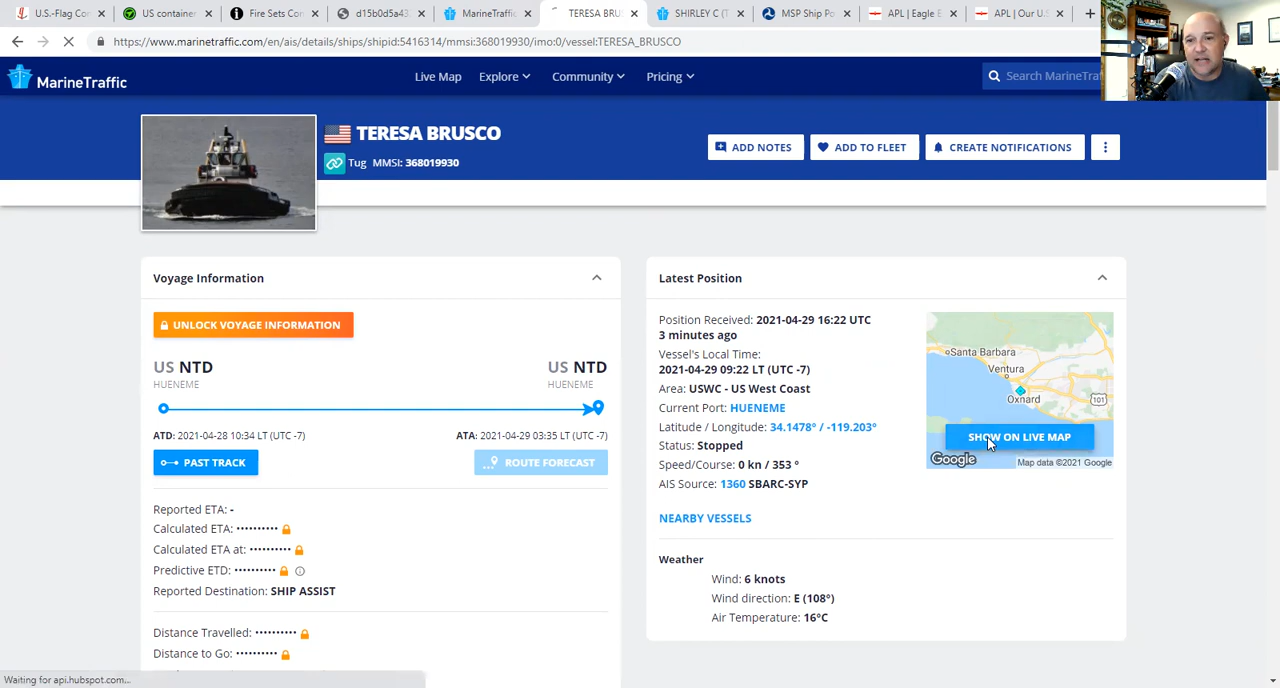 U.S.-Flag Con
US container
Fire Sets Con
d15b0d5a43
MarineTraffic
TERESA BRUS
SHIRLEY C (T
MSP Ship Po
APL | Eagle E
APL | Our U.S
https://www.marinetraffic.com/en/ais/details/ships/shipid:5416314/mmsi:368019930/imo:0/vessel:TERESA_BRUSCO
MarineTraffic
Live Map
Explore
Community
Pricing
Search MarineTraf
TERESA BRUSCO
Tug MMSI: 368019930
ADD NOTES
ADD TO FLEET
CREATE NOTIFICATIONS
Voyage Information
UNLOCK VOYAGE INFORMATION
US NTD
HUENEME
US NTD
HUENEME
ATD: 2021-04-28 10:34 LT (UTC -7)
ATA: 2021-04-29 03:35 LT (UTC -7)
PAST TRACK
ROUTE FORECAST
Reported ETA: -
Calculated ETA: ••••••••••
Calculated ETA at: ••••••••••
Predictive ETD: ••••••••••
Reported Destination: SHIP ASSIST
Distance Travelled: ••••••••••
Distance to Go: ••••••••••
Latest Position
Position Received: 2021-04-29 16:22 UTC
3 minutes ago
Vessel's Local Time:
2021-04-29 09:22 LT (UTC -7)
Area: USWC - US West Coast
Current Port: HUENEME
Latitude / Longitude: 34.1478° / -119.203°
Status: Stopped
Speed/Course: 0 kn / 353 °
AIS Source: 1360 SBARC-SYP
NEARBY VESSELS
Santa Barbara
Ventura
Oxnard
101
SHOW ON LIVE MAP
Google
Map data ©2021 Google
Weather
Wind: 6 knots
Wind direction: E (108°)
Air Temperature: 16°C
Waiting for api.hubspot.com...